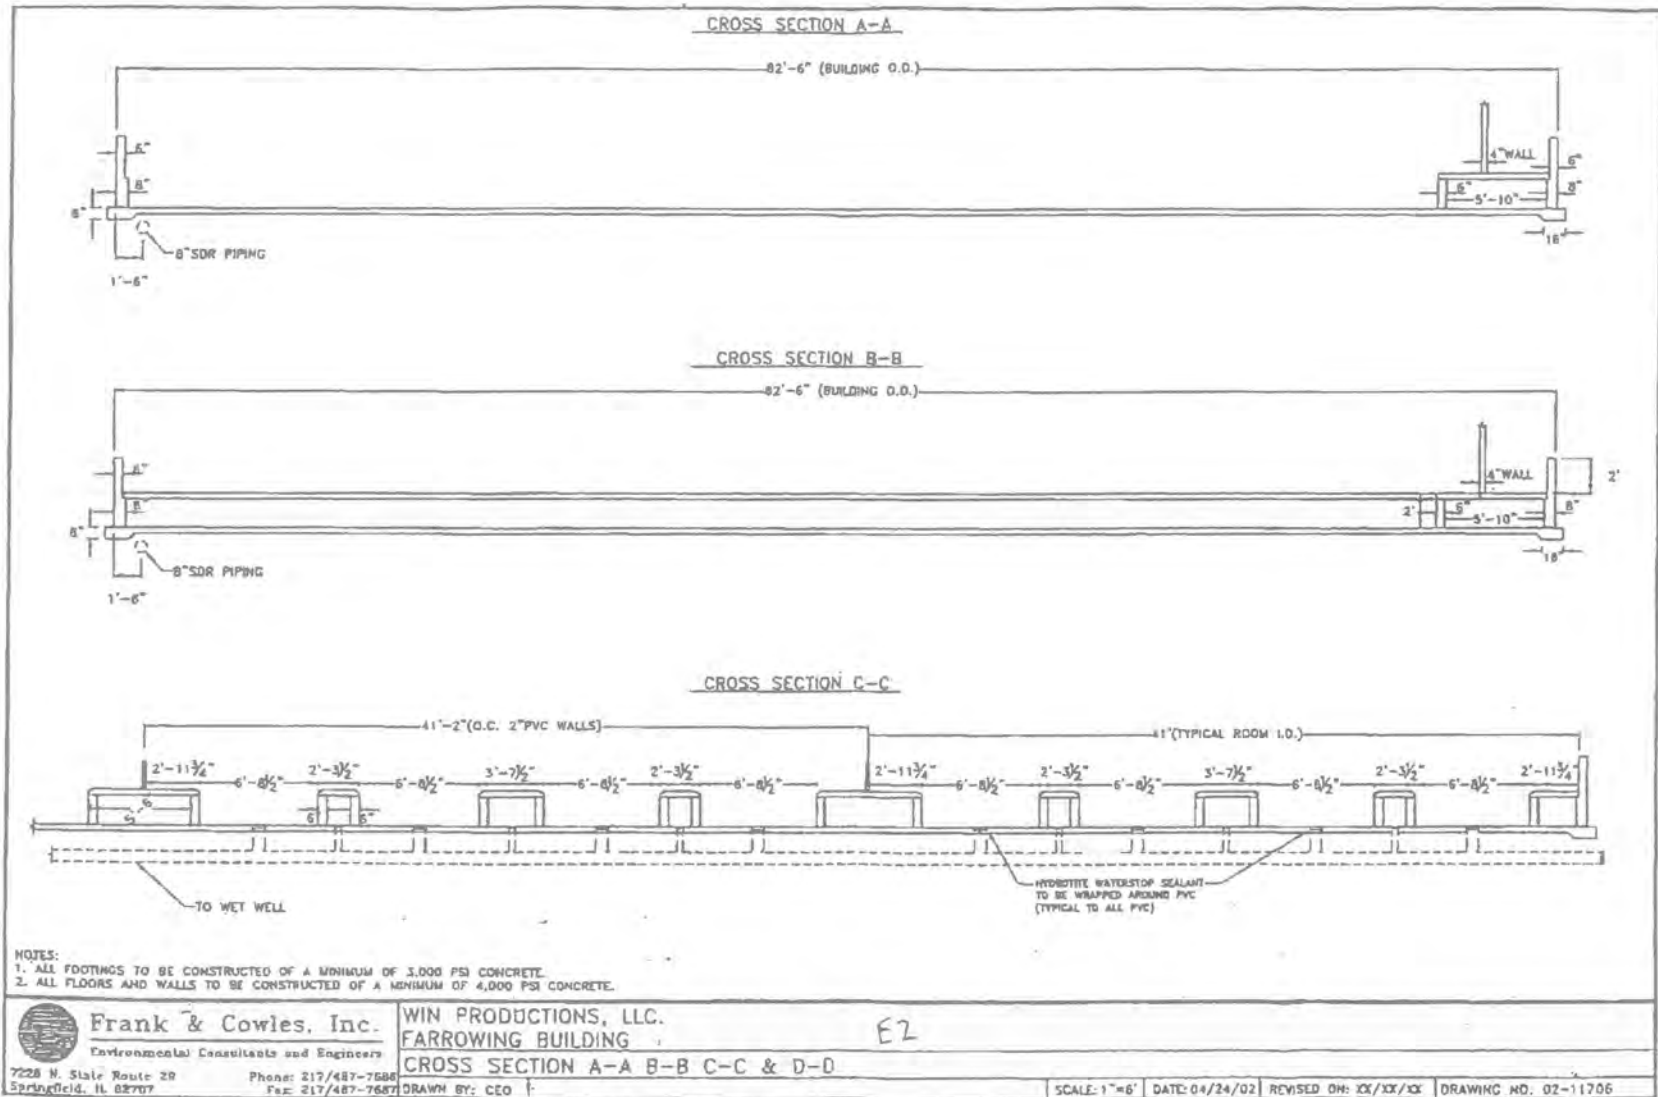 CROSS SECTION A-A
82'-6" (BUILDING O.D.)
6"
4"WALL
6"
8"
6"
5'-10"
8"
8"
8"SDR PIPING
18
1'-6"
CROSS SECTION B-B
82'-6" (BUILDING O.D.)
4"WALL
2'
8"
2'
6"
5'-10"
8"
8"
8"SDR PIPING
18
1'-6"
CROSS SECTION C-C
41'-2"(O.C. 2"PVC WALLS)
41'(TYPICAL ROOM I.D.)
2'-11¾" 6'-8½" 2'-3½" 6'-8½" 3'-7½" 6'-8½" 2'-3½" 6'-8½" 2'-11¾" 6'-8½" 2'-3½" 6'-8½" 3'-7½" 6'-8½" 2'-3½" 6'-8½" 2'-11¾"
6" 6"
HYDROTITE WATERSTOP SEALANT
TO BE WRAPPED AROUND PVC
(TYPICAL TO ALL PVC)
TO WET WELL
NOTES:
1. ALL FOOTINGS TO BE CONSTRUCTED OF A MINIMUM OF 3,000 PSI CONCRETE.
2. ALL FLOORS AND WALLS TO BE CONSTRUCTED OF A MINIMUM OF 4,000 PSI CONCRETE.
Frank & Cowles, Inc.
Environmental Consultants and Engineers
7228 N. State Route 29
Springfield, IL 62707
Phone: 217/487-7686
Fax: 217/487-7687
WIN PRODUCTIONS, LLC.
FARROWING BUILDING
E2
CROSS SECTION A-A B-B C-C & D-D
DRAWN BY: CEO
SCALE: 1"=6' DATE: 04/24/02 REVISED ON: XX/XX/XX DRAWING NO. 02-11706